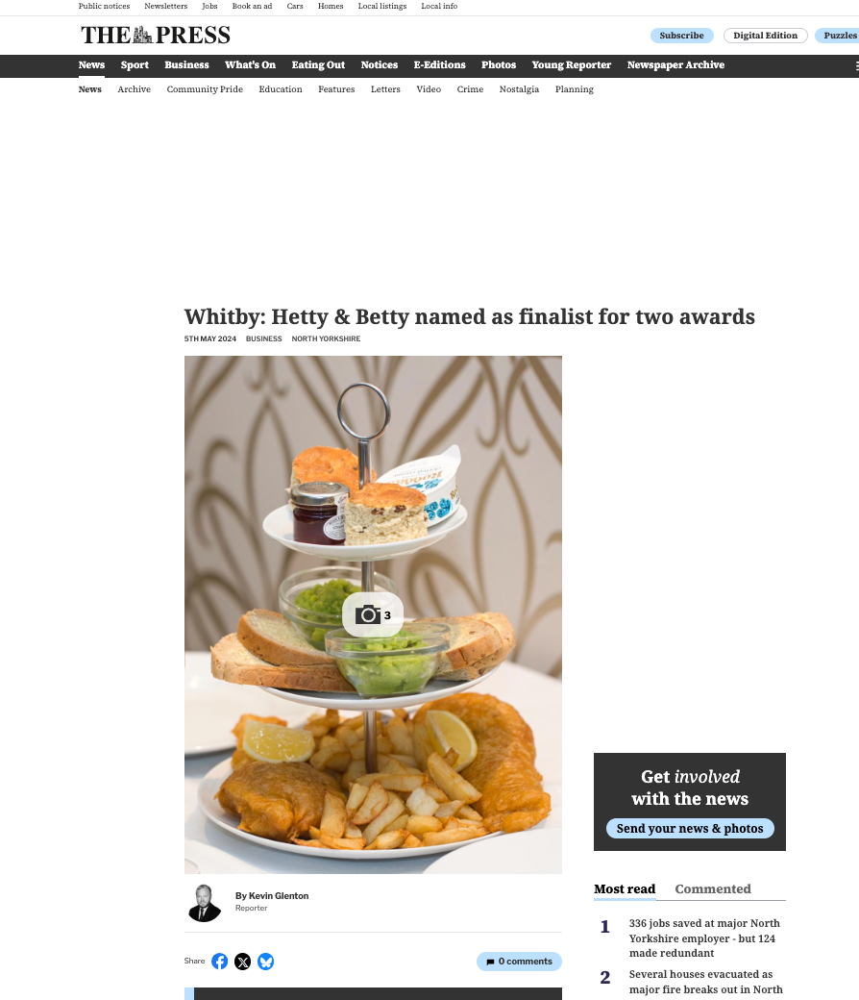 Public notices Newsletters Jobs Book an ad Cars Homes Local listings Local info
THE PRESS
Subscribe Digital Edition Puzzles
News Sport Business What's On Eating Out Notices E-Editions Photos Young Reporter Newspaper Archive
News Archive Community Pride Education Features Letters Video Crime Nostalgia Planning
Whitby: Hetty & Betty named as finalist for two awards
5TH MAY 2024 BUSINESS NORTH YORKSHIRE
3
By Kevin Glenton
Reporter
Share
0 comments
Get involved
with the news
Send your news & photos
Most read Commented
1 336 jobs saved at major North
Yorkshire employer - but 124
made redundant
2 Several houses evacuated as
major fire breaks out in North